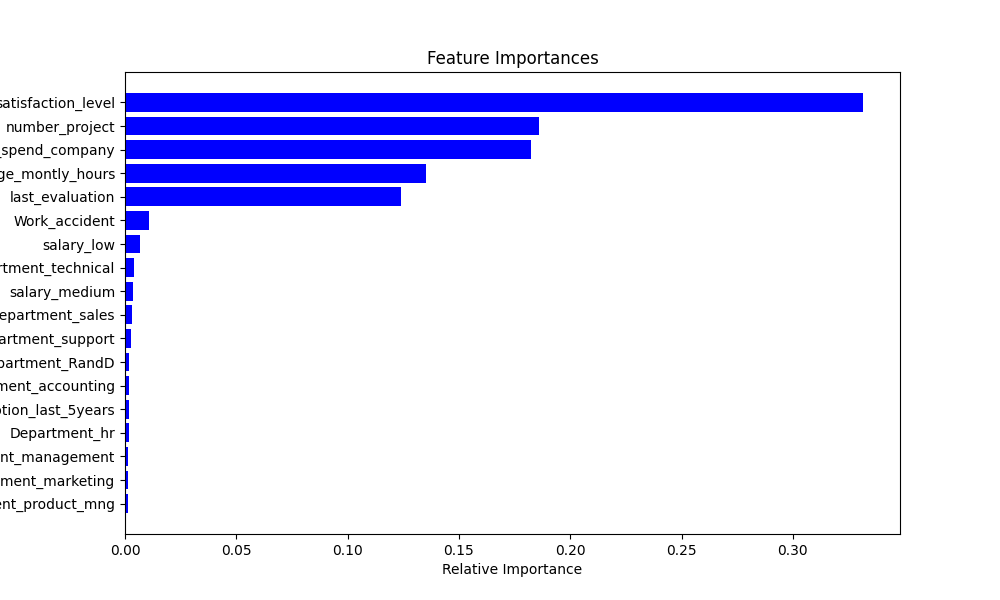 Feature Importances
satisfaction_level
number_project
_spend_company
ge_montly_hours
last_evaluation
Work_accident
salary_low
rtment_technical
salary_medium
epartment_sales
artment_support
partment_RandD
ment_accounting
otion_last_5years
Department_hr
nt_management
ment_marketing
ent_product_mng
0.00 0.05 0.10 0.15 0.20 0.25 0.30
Relative Importance